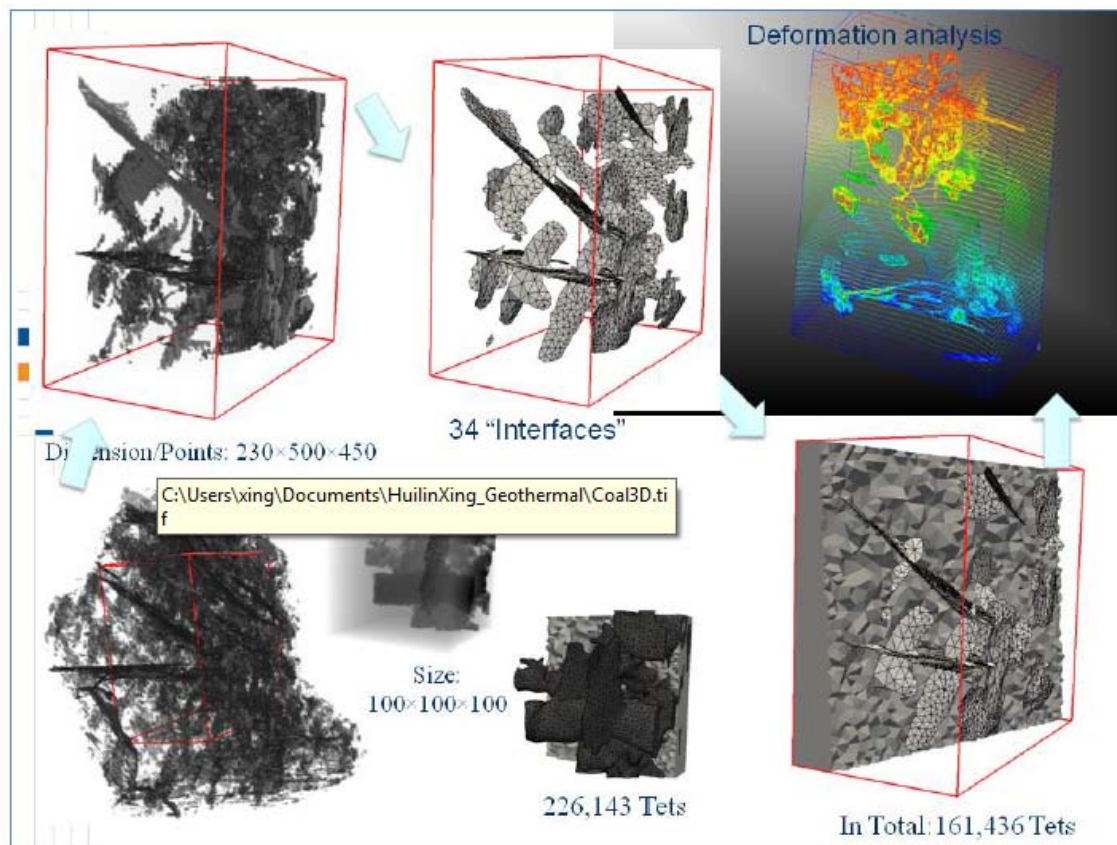 Deformation analysis
34 "Interfaces"
Dimension/Points: 230×500×450
C:\Users\xing\Documents\HuilinXing_Geothermal\Coal3D.ti
f
Size:
100×100×100
226,143 Tets
In Total:161,436 Tets